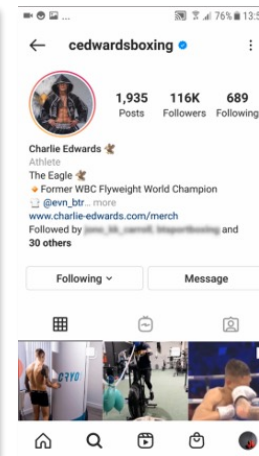 76% 13:5
cedwardsboxing
1,935 116K 689
Posts Followers Following
Charlie Edwards
Athlete
The Eagle
Former WBC Flyweight World Champion
@evn_btr... more
www.charlie-edwards.com/merch
Followed by and
30 others
Following Message
CRYO